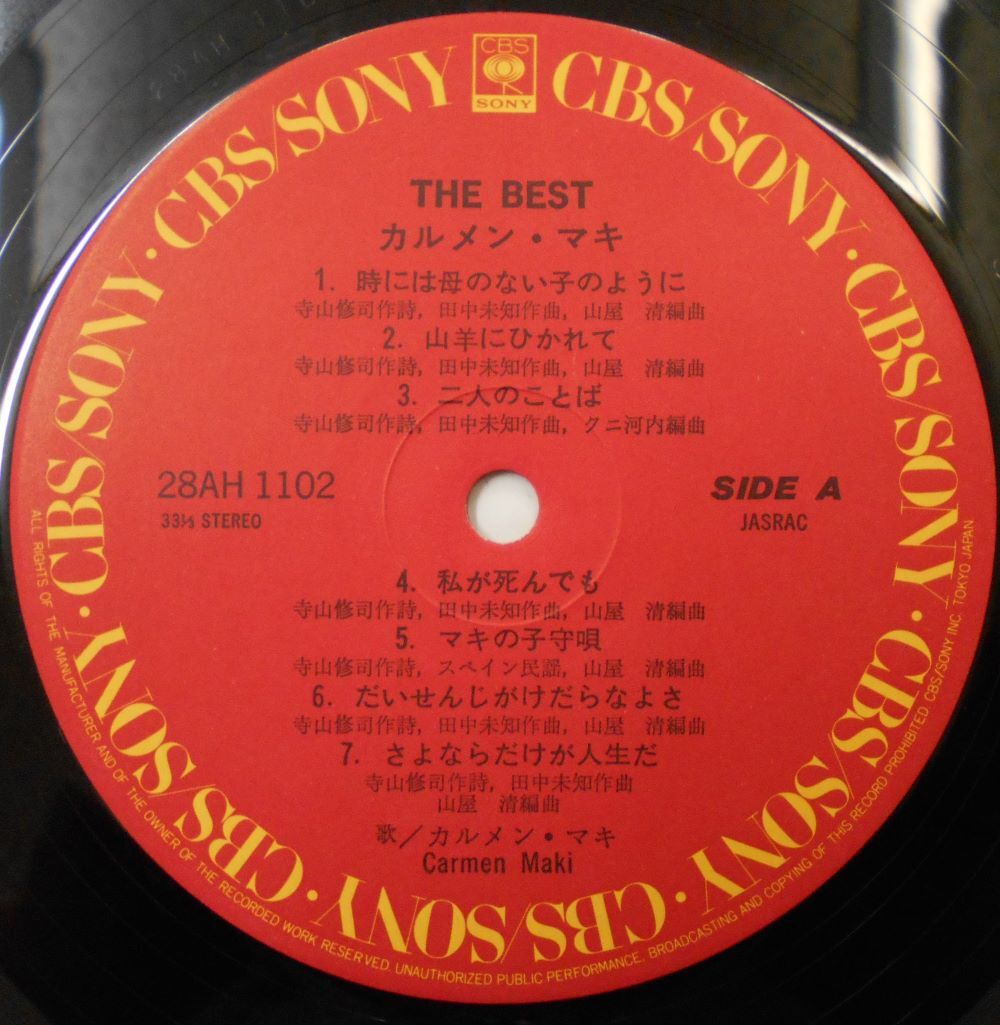 CBS
SONY
CBS/SONY · CBS/SONY · CBS/SONY · CBS/SONY · CBS/SONY · CBS/SONY · CBS/SONY · CBS/SONY · CBS/SONY
THE BEST
カルメン・マキ
1. 時には母のない子のように
寺山修司作詩, 田中未知作曲, 山屋 清編曲
2. 山羊にひかれて
寺山修司作詩, 田中未知作曲, 山屋 清編曲
3. 二人のことば
寺山修司作詩, 田中未知作曲, クニ河内編曲
28AH 1102
SIDE A
33⅓ STEREO
JASRAC
4. 私が死んでも
寺山修司作詩, 田中未知作曲, 山屋 清編曲
5. マキの子守唄
寺山修司作詩, スペイン民謡, 山屋 清編曲
6. だいせんじがけだらなよさ
寺山修司作詩, 田中未知作曲, 山屋 清編曲
7. さよならだけが人生だ
寺山修司作詩, 田中未知作曲
山屋 清編曲
歌／カルメン・マキ
Carmen Maki
ALL RIGHTS OF THE MANUFACTURER AND OF THE OWNER OF THE RECORDED WORK RESERVED. UNAUTHORIZED PUBLIC PERFORMANCE, BROADCASTING AND COPYING OF THIS RECORD PROHIBITED CBS/SONY INC TOKYO JAPAN